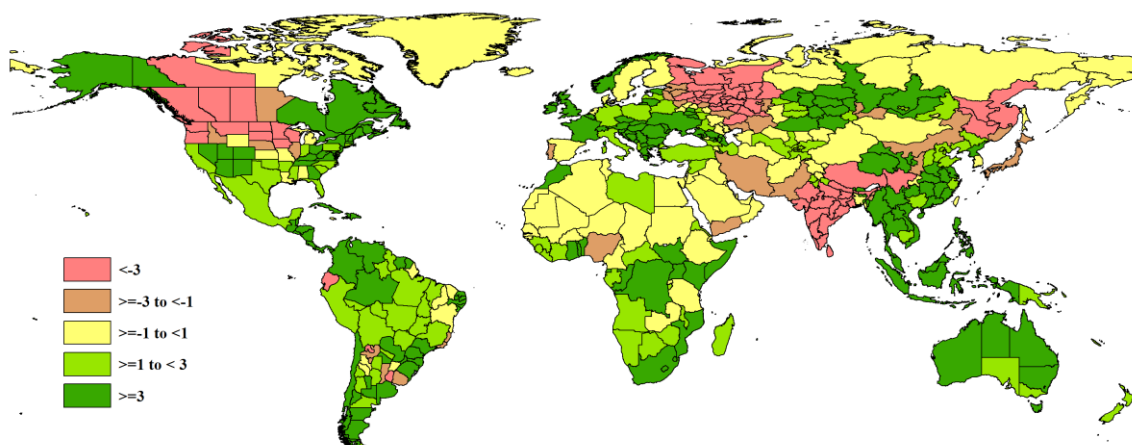 <-3
>=-3 to <-1
>=-1 to <1
>=1 to < 3
>=3